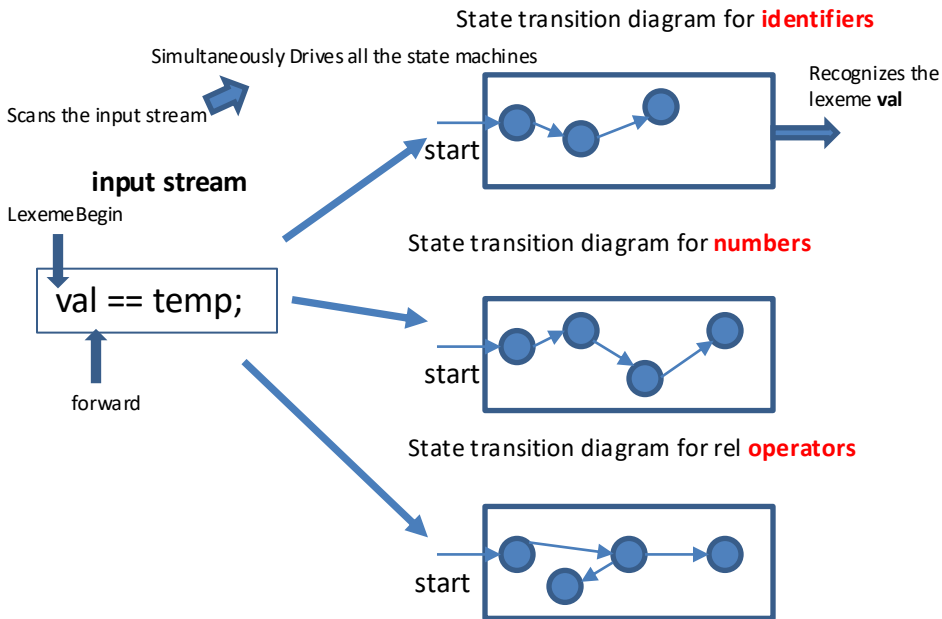 State transition diagram for identifiers
Simultaneously Drives all the state machines
Recognizes the
lexeme val
Scans the input stream
start
input stream
LexemeBegin
State transition diagram for numbers
val == temp;
start
forward
State transition diagram for rel operators
start